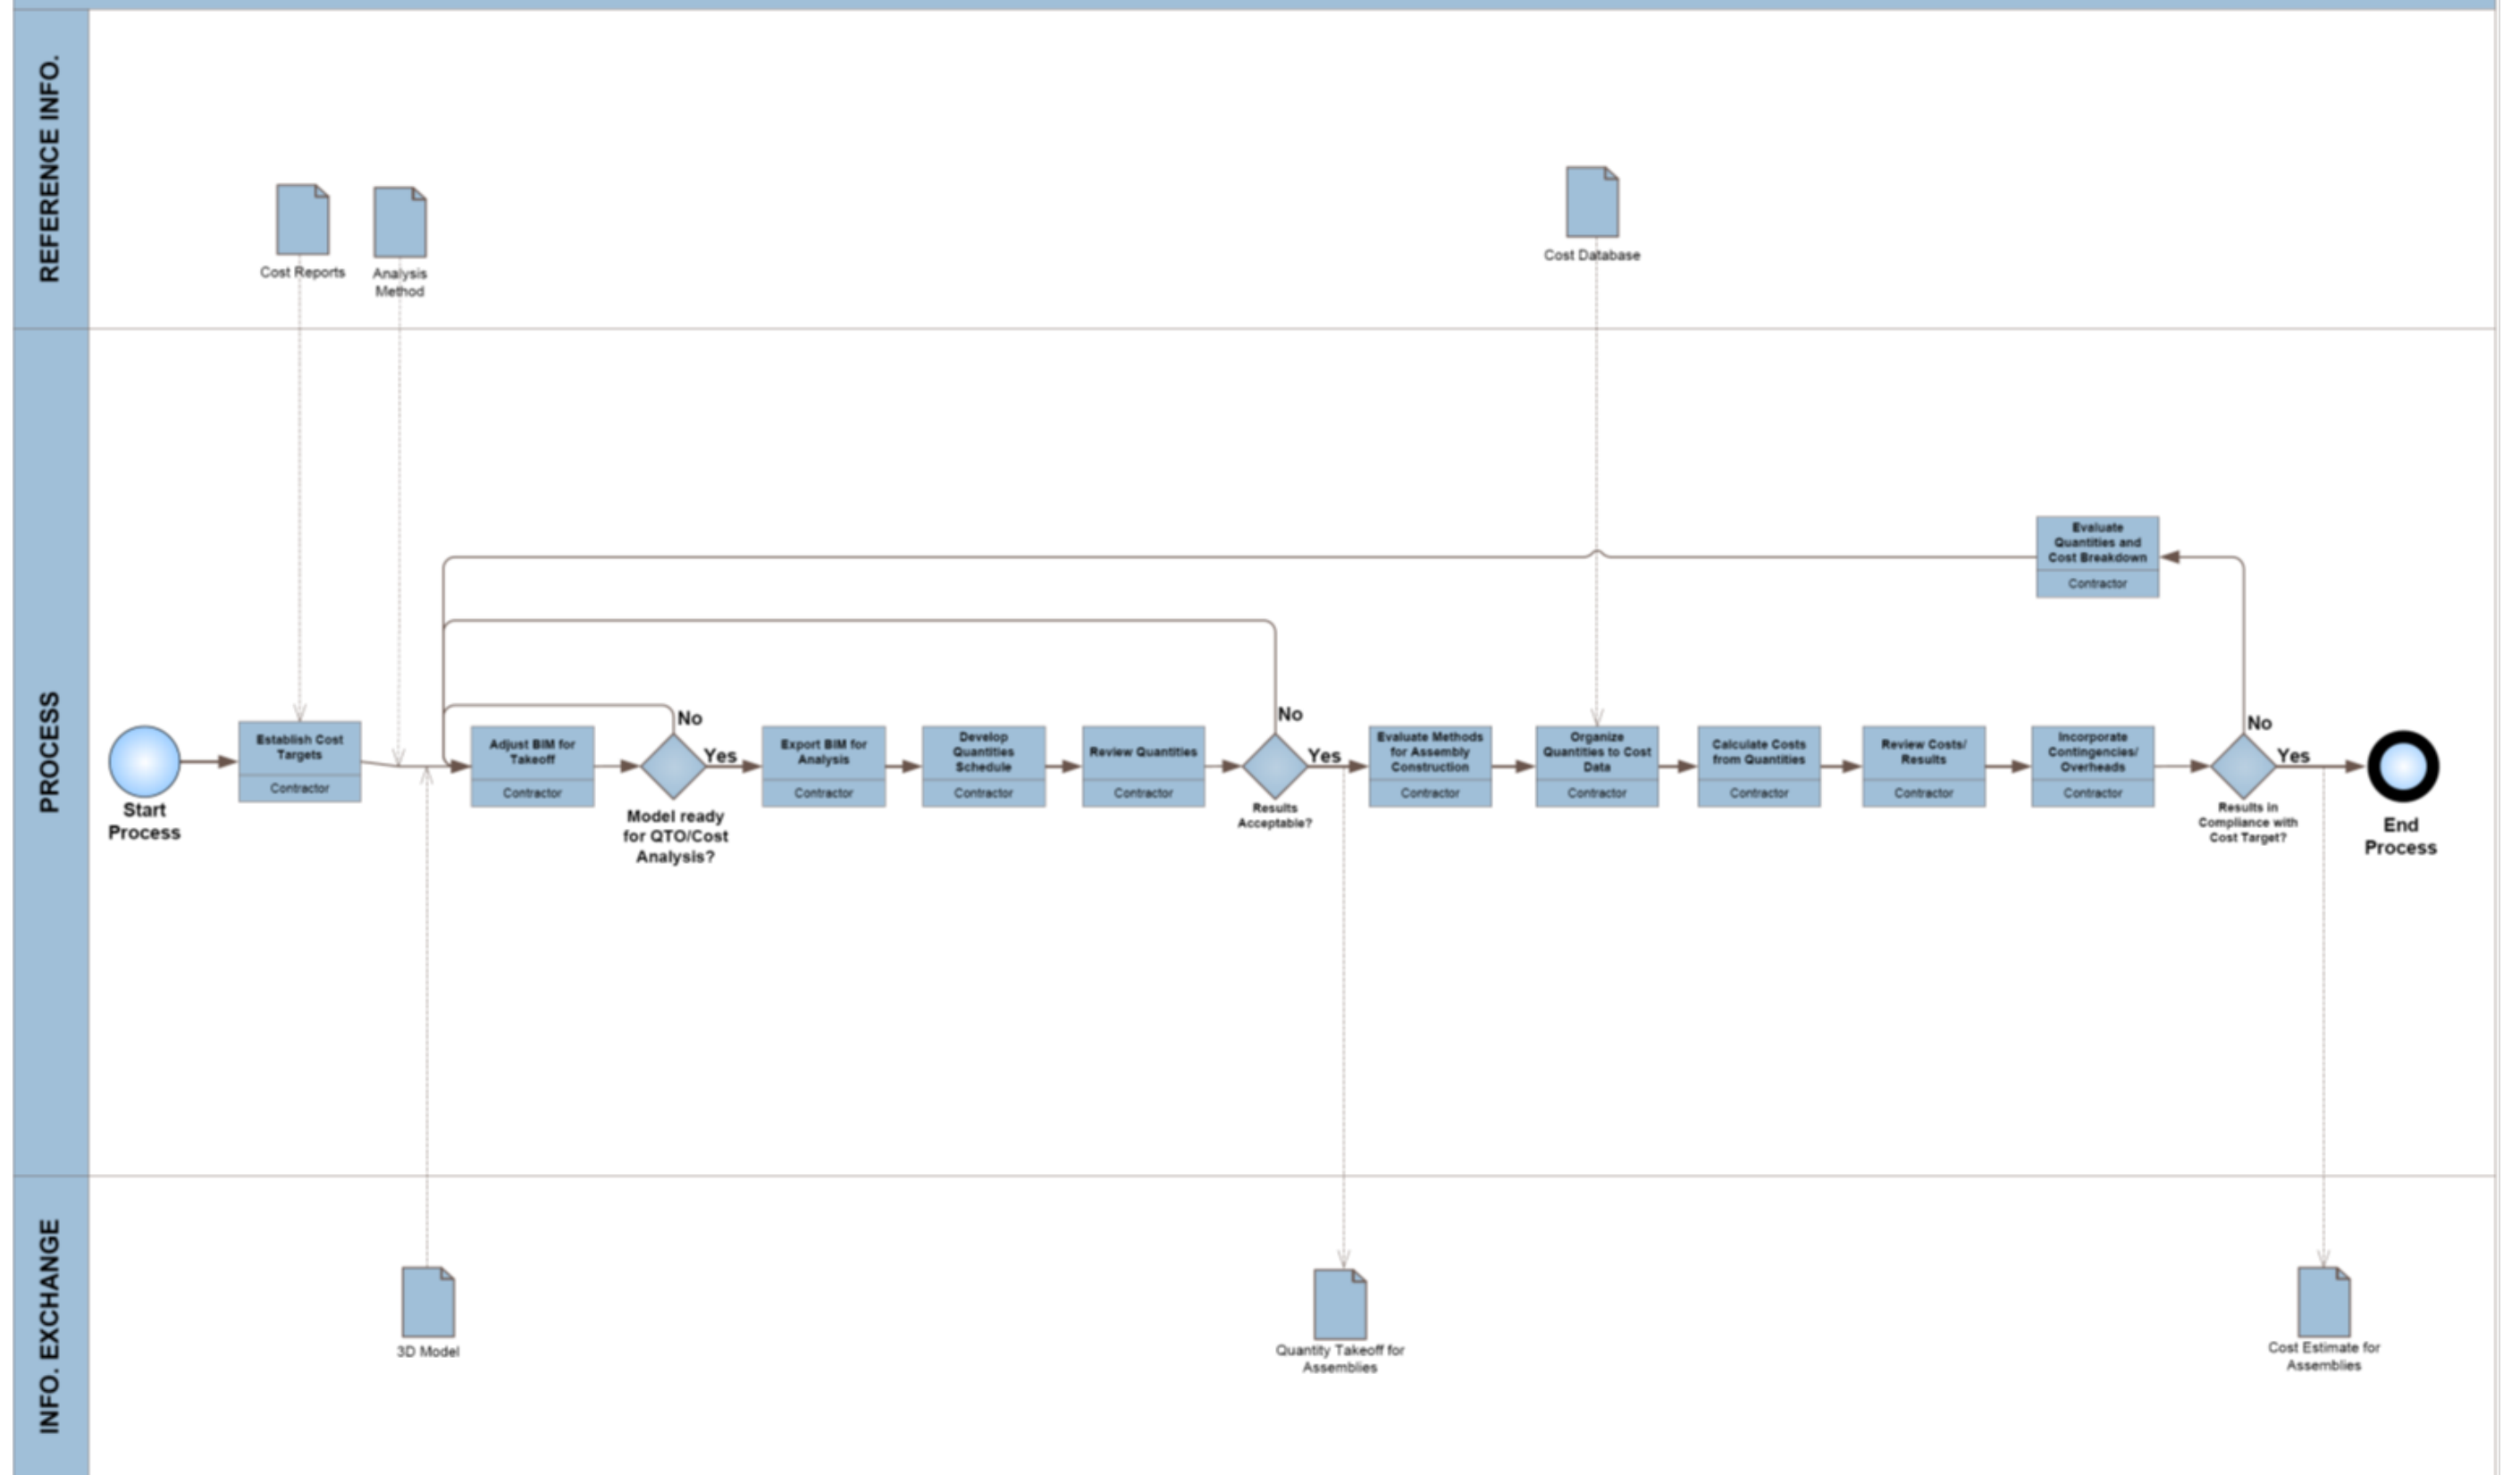 REFERENCE INFO.
Cost Reports
Analysis
Method
Cost Database
PROCESS
Evaluate
Quantities and
Cost Breakdown
Contractor
Start
Process
Establish Cost
Targets
Contractor
Adjust BIM for
Takeoff
Contractor
No
Yes
Model ready
for QTO/Cost
Analysis?
Export BIM for
Analysis
Contractor
Develop
Quantities
Schedule
Contractor
Review Quantities
Contractor
No
Yes
Results
Acceptable?
Evaluate Methods
for Assembly
Construction
Contractor
Organize
Quantities to Cost
Data
Contractor
Calculate Costs
from Quantities
Contractor
Review Costs/
Results
Contractor
Incorporate
Contingencies/
Overheads
Contractor
No
Yes
Results in
Compliance with
Cost Target?
End
Process
INFO. EXCHANGE
3D Model
Quantity Takeoff for
Assemblies
Cost Estimate for
Assemblies